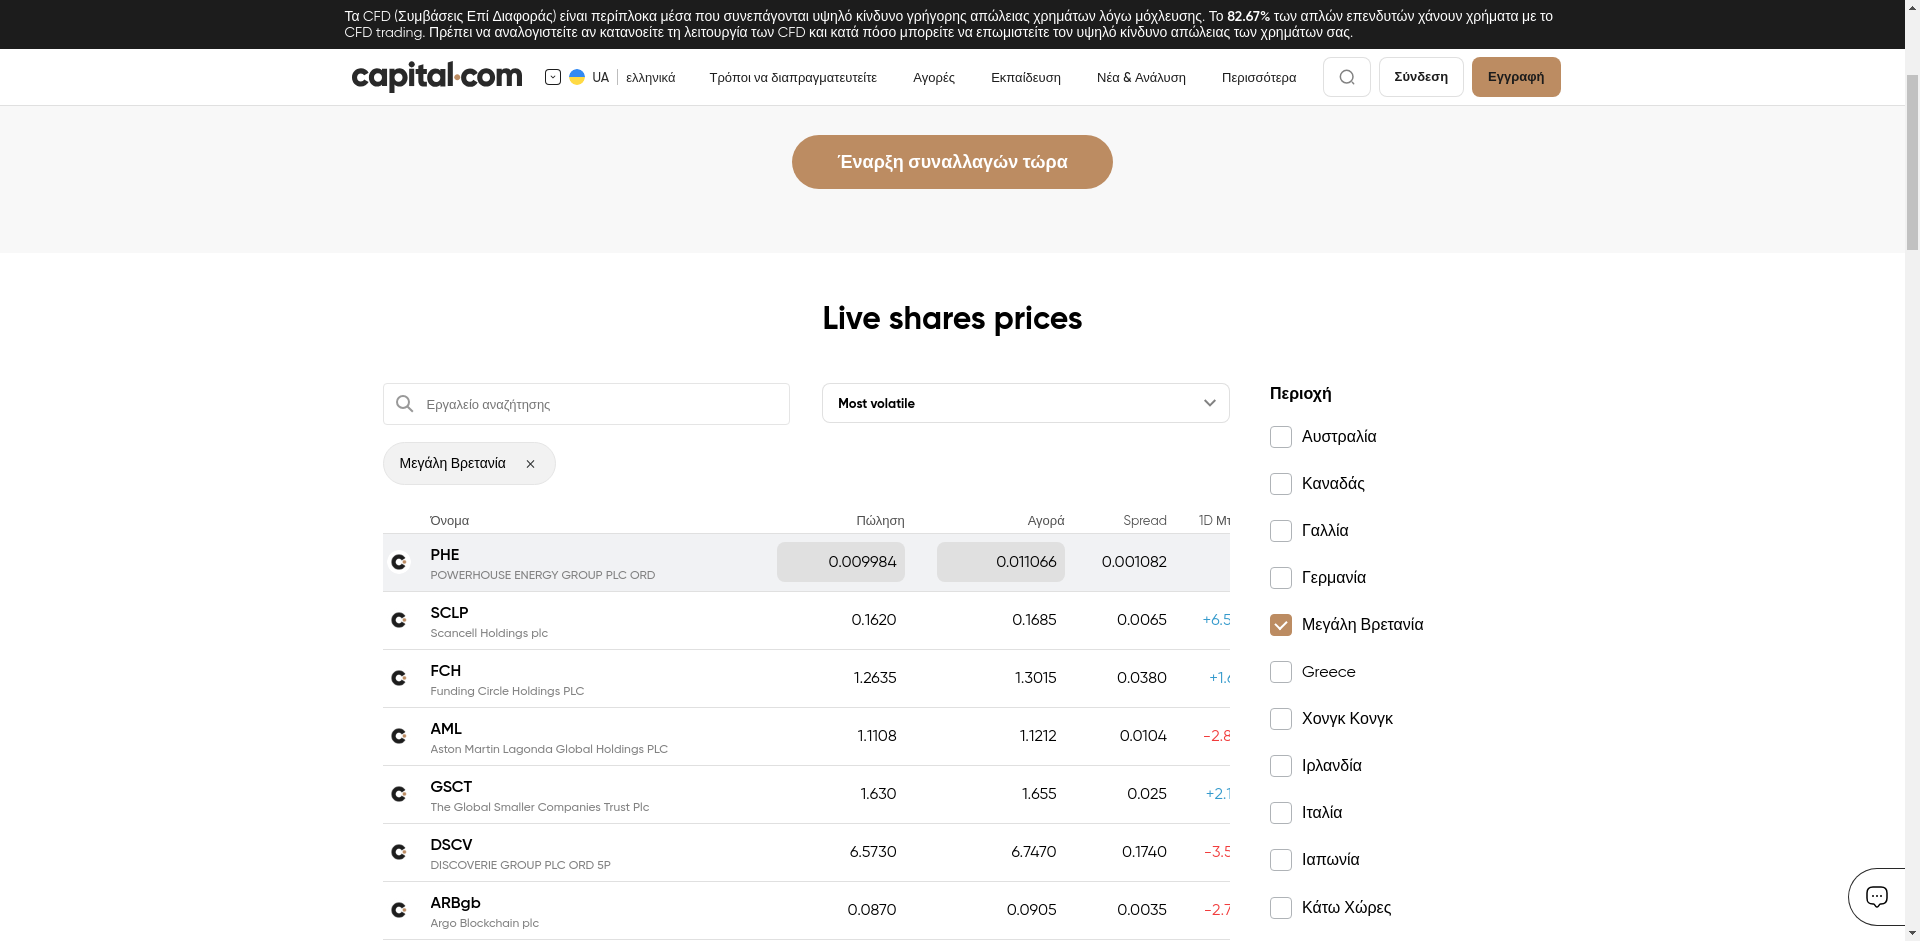 Τα CFD (Συμβάσεις Επί Διαφοράς) είναι περίπλοκα μέσα που συνεπάγονται υψηλό κίνδυνο γρήγορης απώλειας χρημάτων λόγω μόχλευσης. Το 82.67% των απλών επενδυτών χάνουν χρήματα με το
CFD trading. Πρέπει να αναλογιστείτε αν κατανοείτε τη λειτουργία των CFD και κατά πόσο μπορείτε να επωμιστείτε τον υψηλό κίνδυνο απώλειας των χρημάτων σας.
capital.com UA ελληνικά Τρόποι να διαπραγματευτείτε Αγορές Εκπαίδευση Νέα & Ανάλυση Περισσότερα Σύνδεση Εγγραφή
Έναρξη συναλλαγών τώρα
Live shares prices
Εργαλείο αναζήτησης
Most volatile
Μεγάλη Βρετανία
Όνομα Πώληση Αγορά Spread 1D
PHE 0.009984 0.011066 0.001082
POWERHOUSE ENERGY GROUP PLC ORD
SCLP 0.1620 0.1685 0.0065 +6.5
Scancell Holdings plc
FCH 1.2635 1.3015 0.0380 +1.6
Funding Circle Holdings PLC
AML 1.1108 1.1212 0.0104 -2.8
Aston Martin Lagonda Global Holdings PLC
GSCT 1.630 1.655 0.025 +2.1
The Global Smaller Companies Trust Plc
DSCV 6.5730 6.7470 0.1740 -3.5
DISCOVERIE GROUP PLC ORD 5P
ARBgb 0.0870 0.0905 0.0035 -2.7
Argo Blockchain plc
Περιοχή
Αυστραλία
Καναδάς
Γαλλία
Γερμανία
Μεγάλη Βρετανία
Greece
Χονγκ Κονγκ
Ιρλανδία
Ιταλία
Ιαπωνία
Κάτω Χώρες